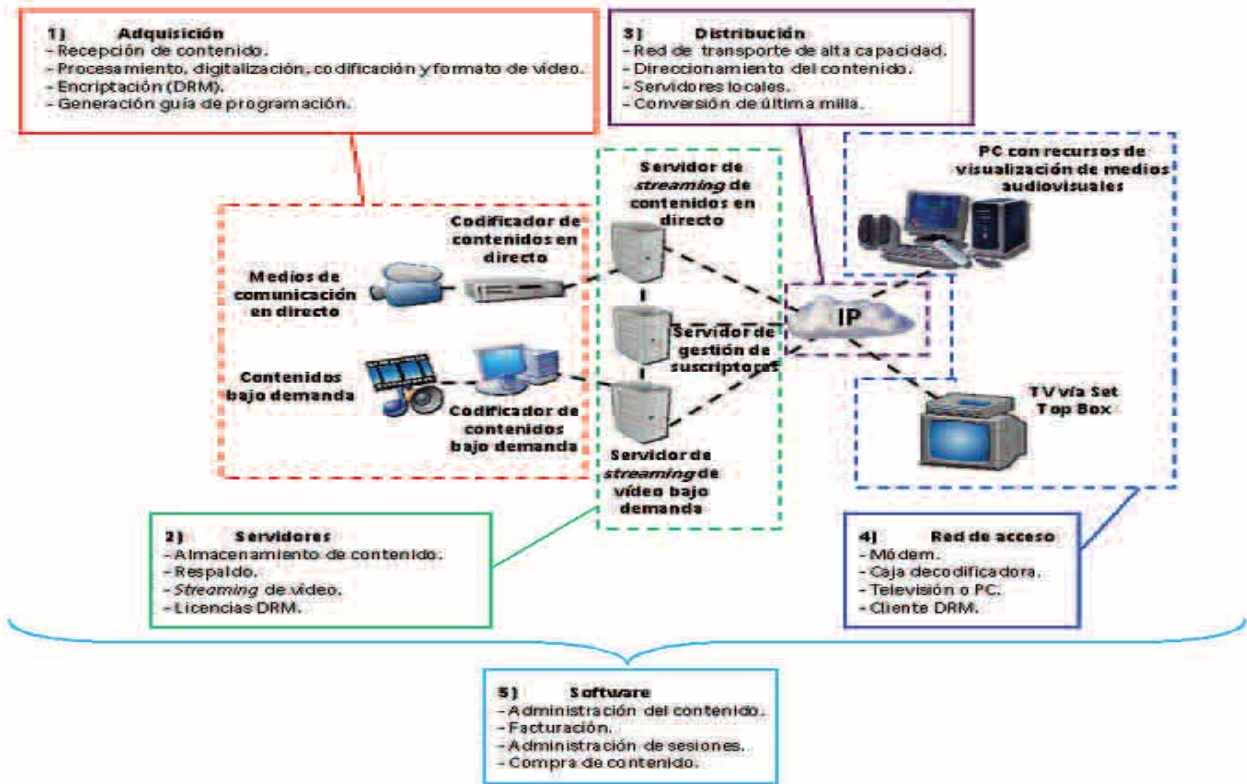 1) Adquisición
- Recepción de contenido.
- Procesamiento, digitalización, codificación y formato de vídeo.
- Encriptación (DRM).
- Generación guía de programación.
3) Distribución
- Red de transporte de alta capacidad.
- Direccionamiento del contenido.
- Servidores locales.
- Conversión de última milla.
Medios de
comunicación
en directo
Codificador de
contenidos en
directo
Contenidos
bajo demanda
Codificador de
contenidos
bajo demanda
Servidor de
streaming de
contenidos en
directo
Servidor de
gestión de
suscriptores
Servidor de
streaming de
vídeo bajo
demanda
IP
PC con recursos de
visualización de medios
audiovisuales
TV vía Set
Top Box
2) Servidores
- Almacenamiento de contenido.
- Respaldo.
- Streaming de vídeo.
- Licencias DRM.
4) Red de acceso
- Módem.
- Caja decodificadora.
- Televisión o PC.
- Cliente DRM.
5) Software
- Administración del contenido.
- Facturación.
- Administración de sesiones.
- Compra de contenido.